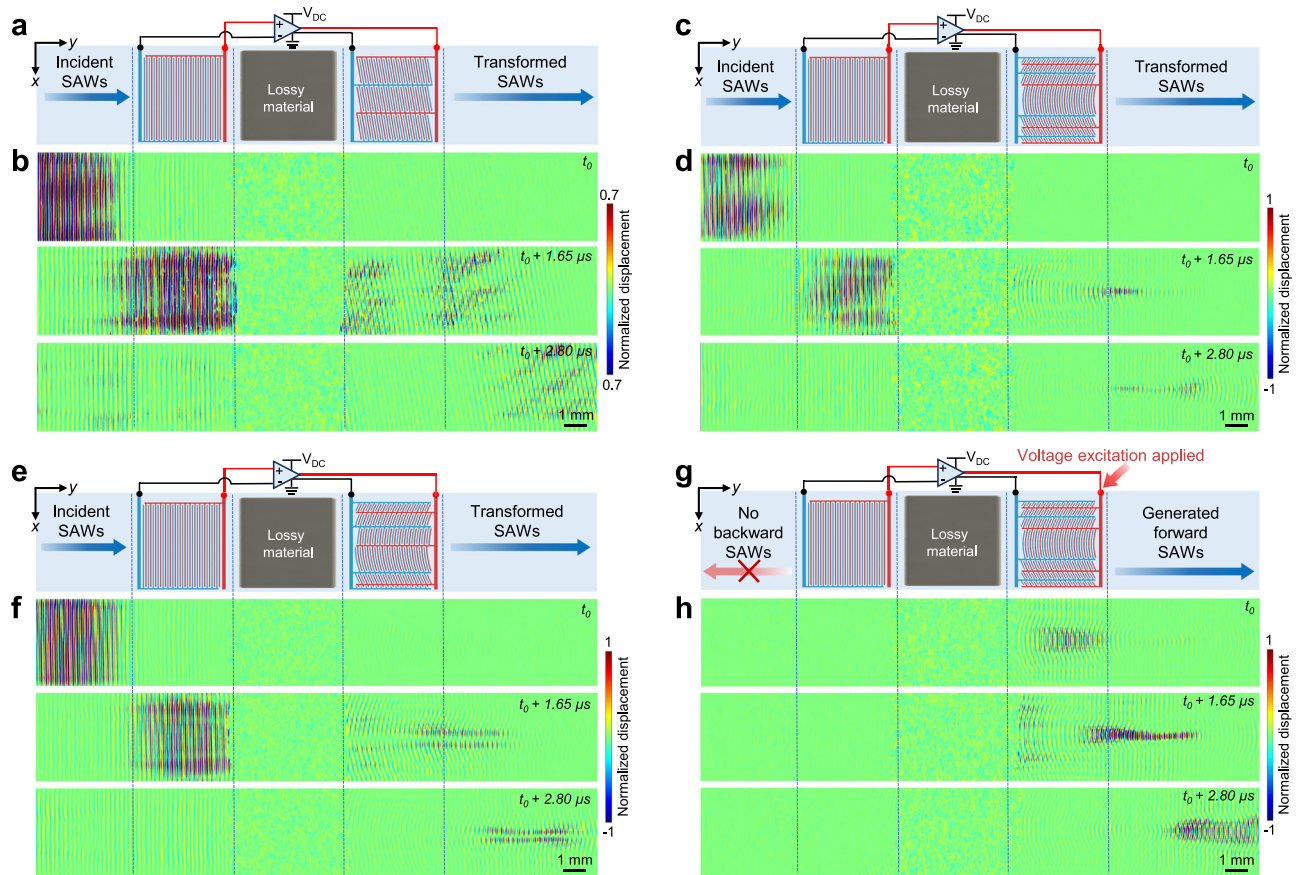 a
V_DC
+
-
y
x
Incident
SAWs
Lossy
material
Transformed
SAWs
b
t_0
t_0 + 1.65 μs
t_0 + 2.80 μs
1 mm
0.7
Normalized displacement
0.7
c
V_DC
+
-
y
x
Incident
SAWs
Lossy
material
Transformed
SAWs
d
t_0
t_0 + 1.65 μs
t_0 + 2.80 μs
1 mm
1
Normalized displacement
-1
e
V_DC
+
-
y
x
Incident
SAWs
Lossy
material
Transformed
SAWs
f
t_0
t_0 + 1.65 μs
t_0 + 2.80 μs
1 mm
1
Normalized displacement
-1
g
V_DC
+
-
Voltage excitation applied
y
x
No
backward
SAWs
Lossy
material
Generated
forward
SAWs
h
t_0
t_0 + 1.65 μs
t_0 + 2.80 μs
1 mm
1
Normalized displacement
-1